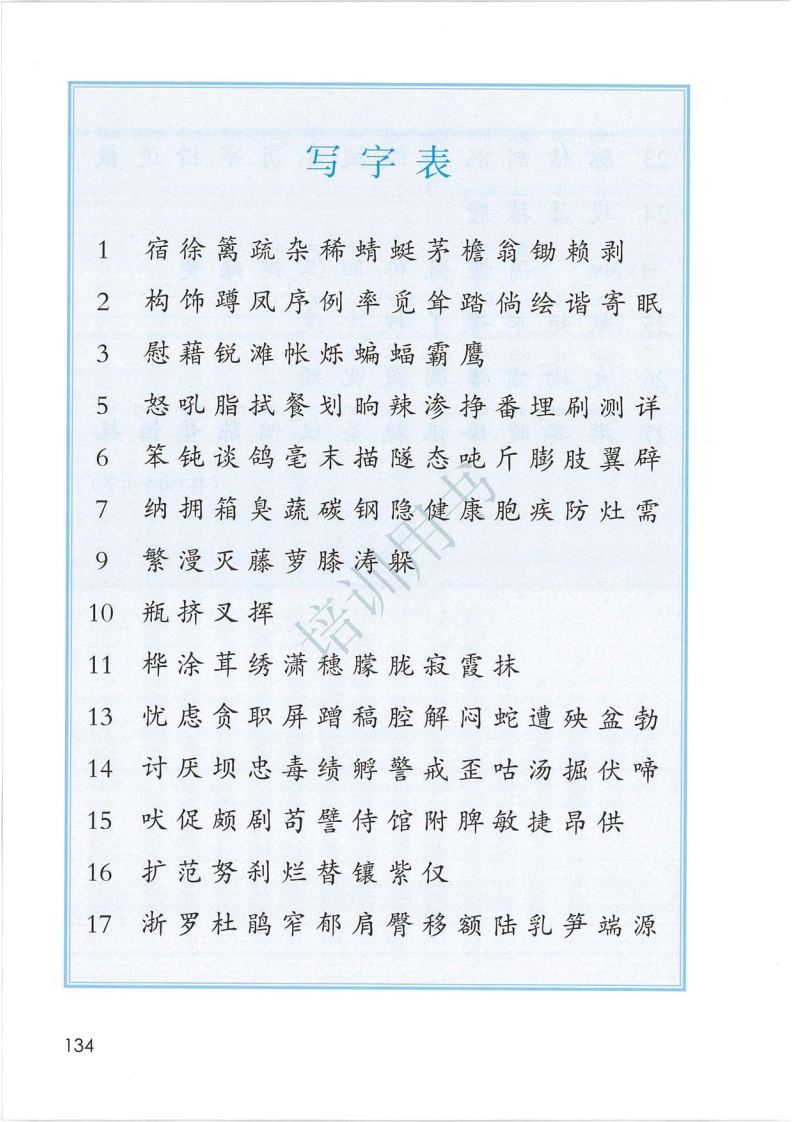 写字表
1 宿徐篱疏杂稀蜻蜓茅檐翁锄赖剥
2 构饰蹲凤序例率觅耸踏倘绘谐寄眠
3 慰藉锐滩怅烁蝙蝠霸鹰
5 怒吼脂拭餐划晌辣渗挣番埋刷测详
6 笨钝谈鸽毫末描隧态吨斤膨肢翼辟
7 纳拥箱臭蔬碳钢隐健康胞疾防灶需
9 繁漫灭藤萝膝涛躲
10 瓶挤叉挥
11 桦涂茸绣潇穗朦胧寂霞抹
13 忧虑贪职屏蹭稿腔解闷蛇遭殃盆勃
14 讨厌坝忠毒绩孵警戒歪咕汤掘伏啼
15 吠促颇剧苟譬侍馆附脾敏捷昂供
16 扩范努刹烂替镶紫仅
17 浙罗杜鹃窄郁肩臀移额陆乳笋端源
培训用书
134